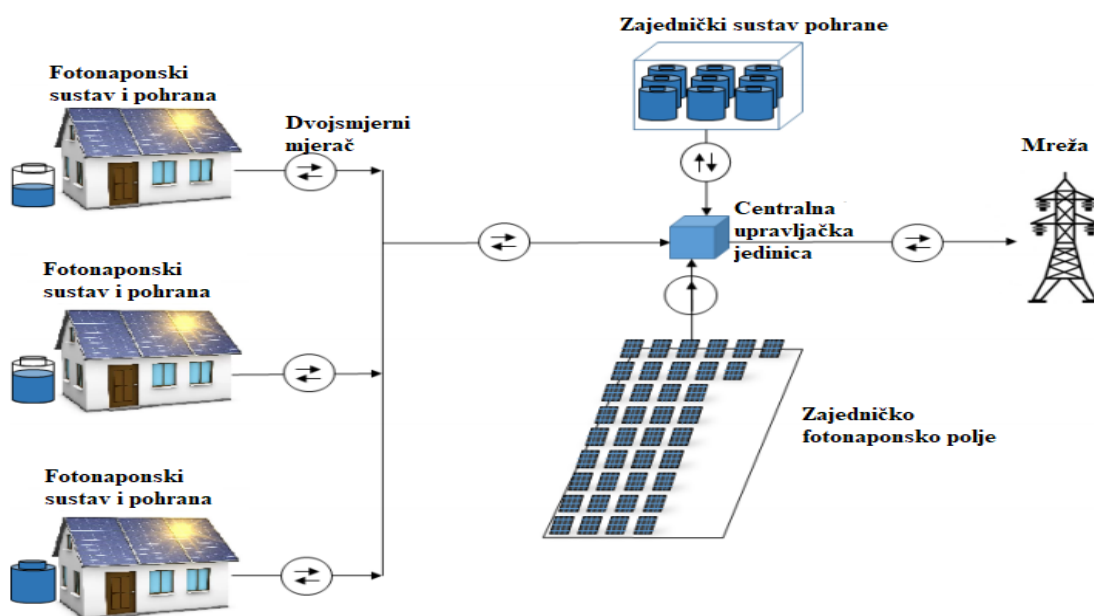 Zajednički sustav pohrane
Fotonaponski
sustav i pohrana
Dvojsmjerni
mjerač
Mreža
Centralna
upravljačka
jedinica
Fotonaponski
sustav i pohrana
Zajedničko
fotonaponsko polje
Fotonaponski
sustav i pohrana